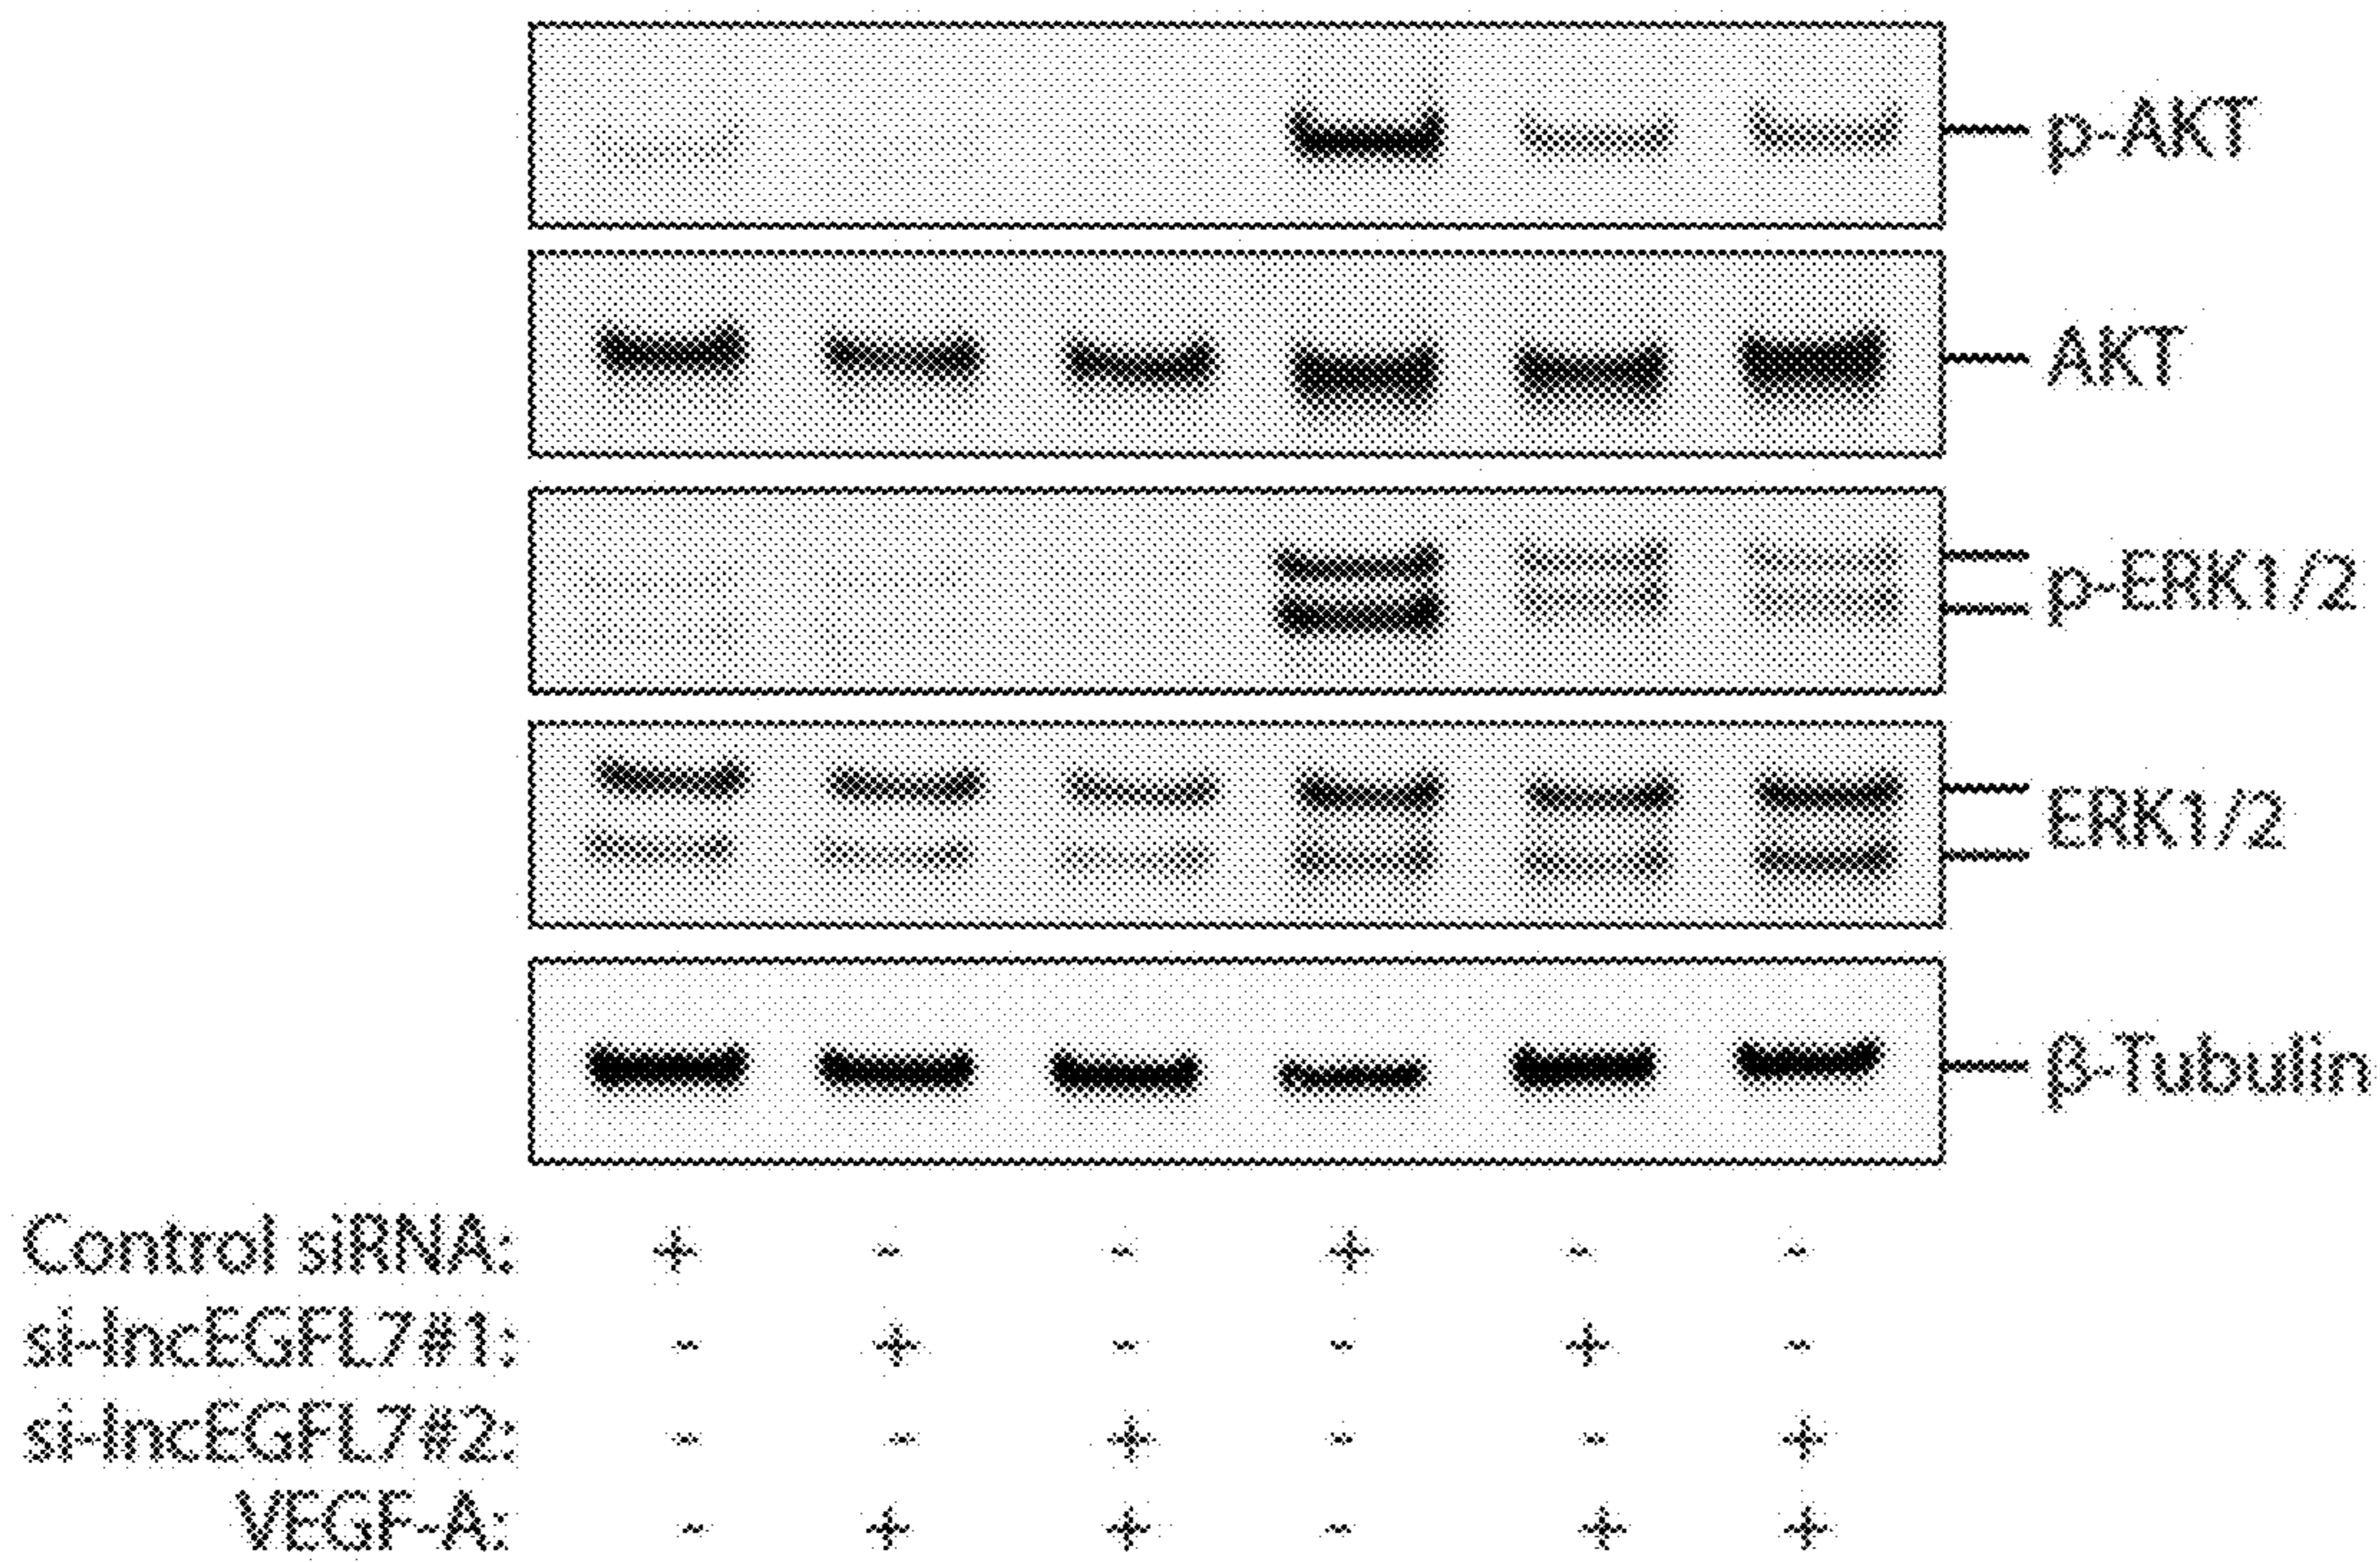 p-AKT
AKT
p-ERK1/2
ERK1/2
β-Tubulin
Control siRNA: + - - + - -
si-lncEGFL7#1: - + - - + -
si-lncEGFL7#2: - - + - - +
VEGF-A: - + + - + +